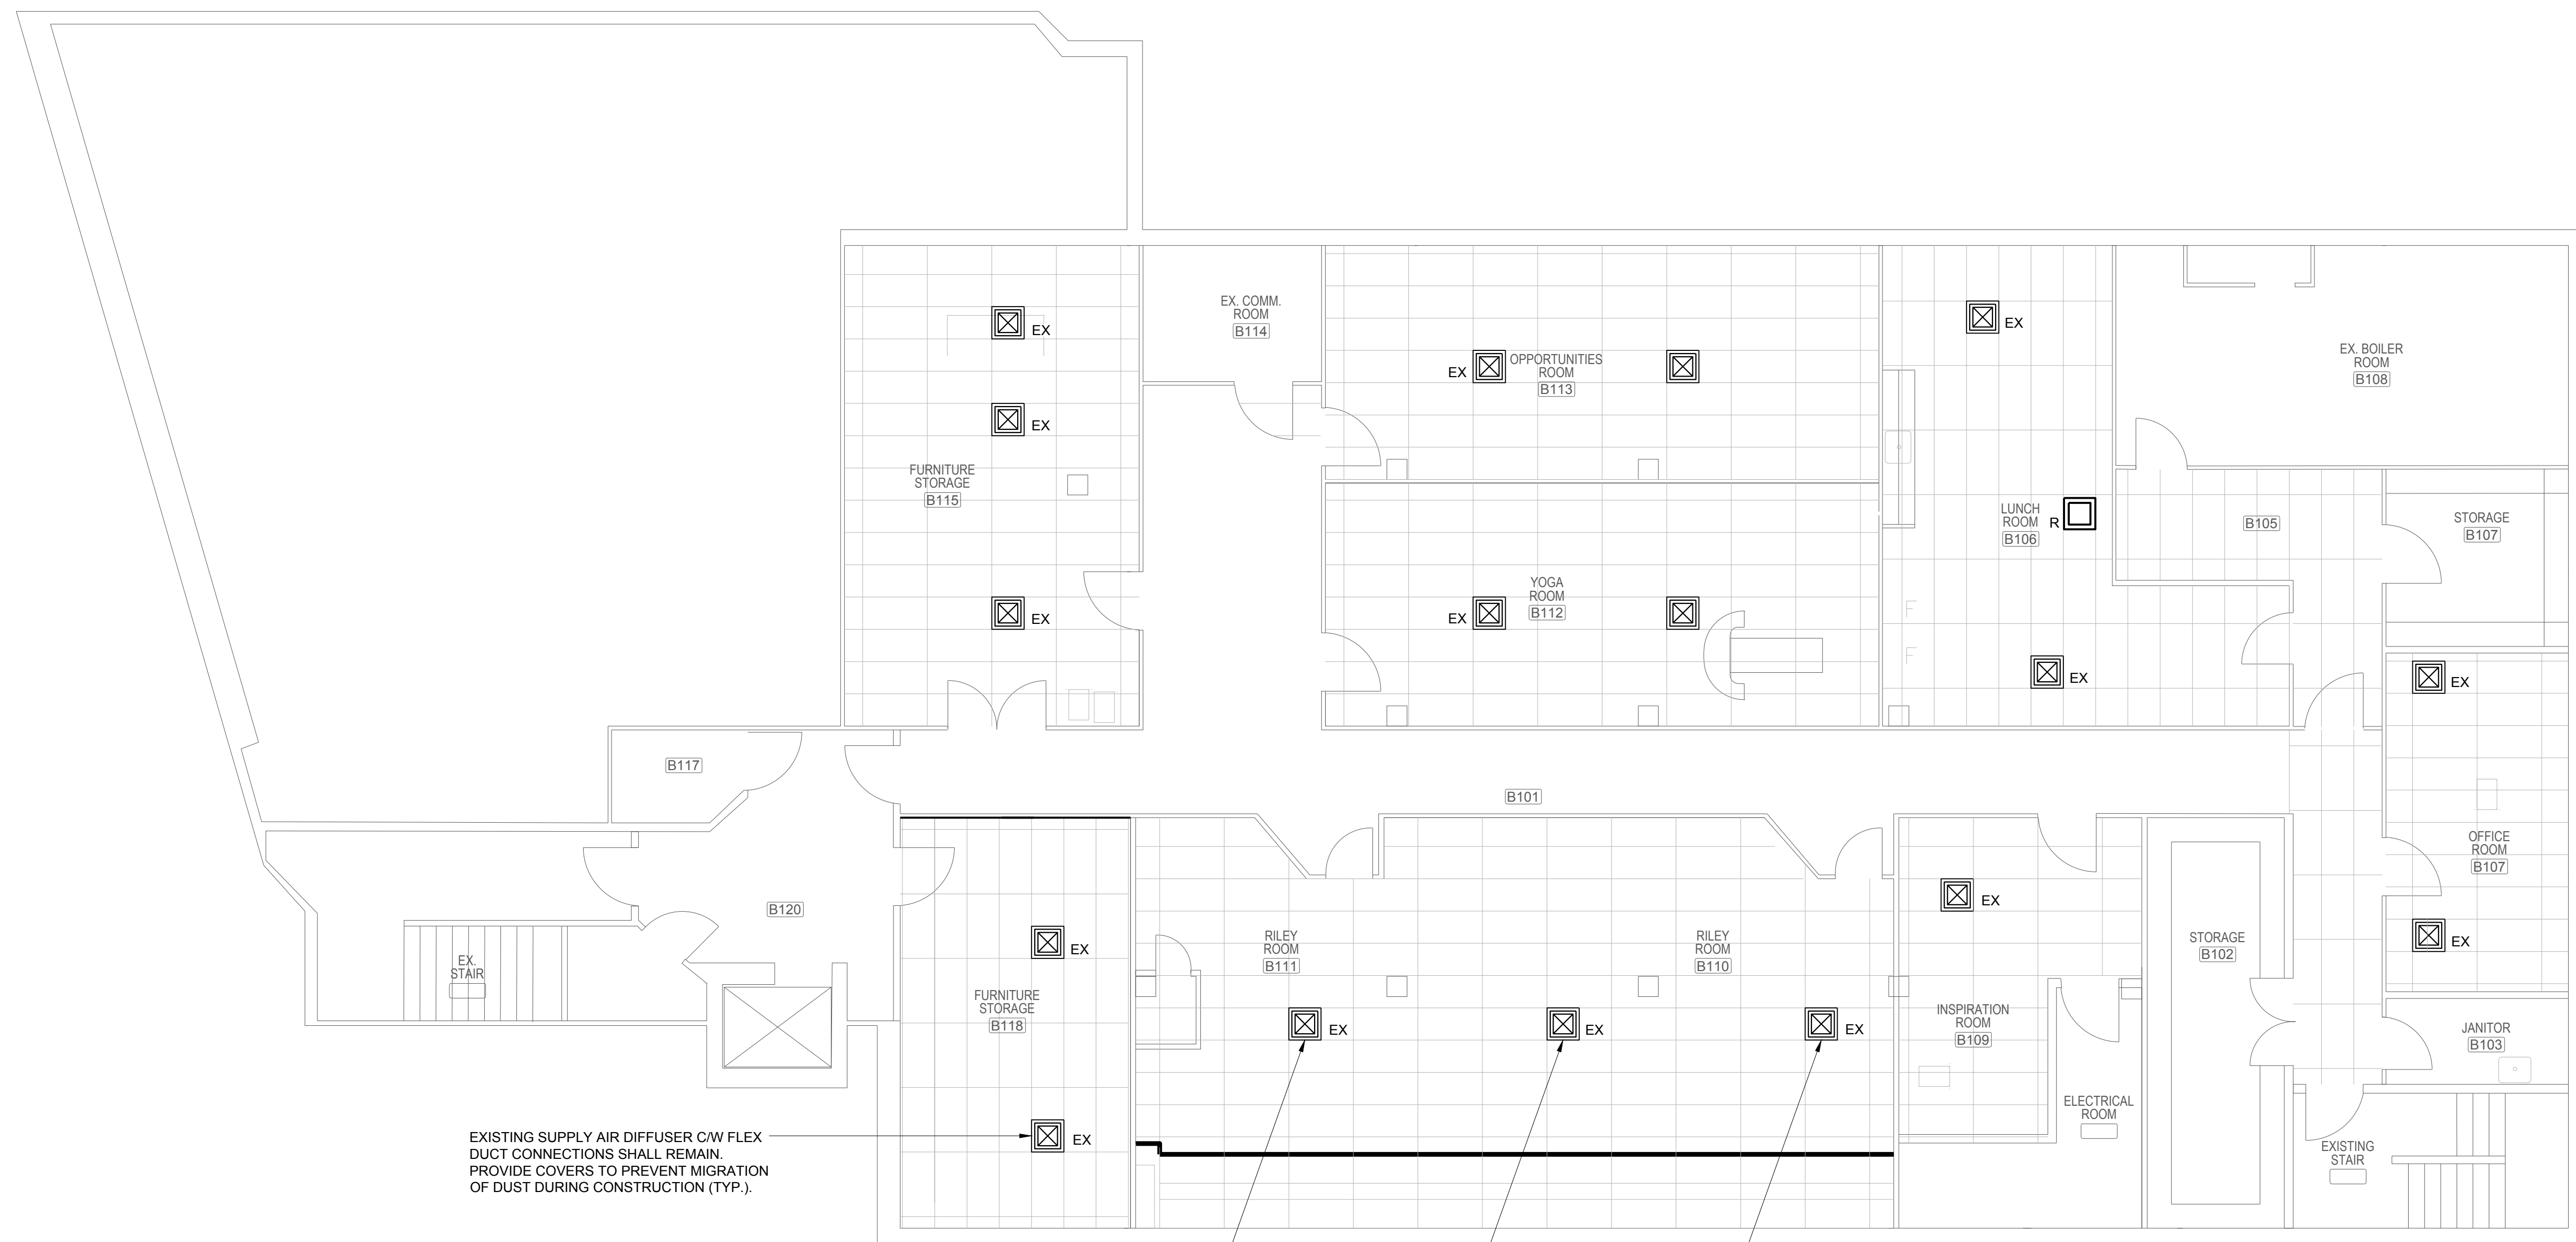 EX. COMM.
ROOM
B114
EX
EX
EX
FURNITURE
STORAGE
B115
EX
OPPORTUNITIES
ROOM
B113
EX
YOGA
ROOM
B112
EX
LUNCH
ROOM
B106
R
EX
EX. BOILER
ROOM
B108
B105
STORAGE
B107
EX
OFFICE
ROOM
B107
EX
B117
B101
B120
EX.
STAIR
EX
FURNITURE
STORAGE
B118
EX
RILEY
ROOM
B111
EX
EX
RILEY
ROOM
B110
EX
EX
INSPIRATION
ROOM
B109
STORAGE
B102
JANITOR
B103
ELECTRICAL
ROOM
EXISTING
STAIR
EXISTING SUPPLY AIR DIFFUSER C/W FLEX
DUCT CONNECTIONS SHALL REMAIN.
PROVIDE COVERS TO PREVENT MIGRATION
OF DUST DURING CONSTRUCTION (TYP.).